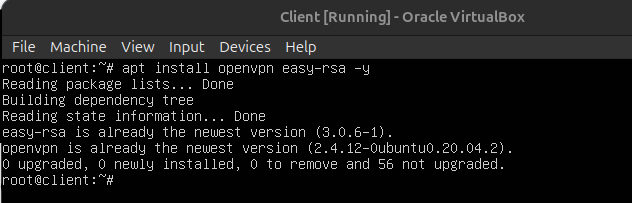 Client [Running] - Oracle VirtualBox
File Machine View Input Devices Help
root@client:~# apt install openvpn easy-rsa -y
Reading package lists... Done
Building dependency tree
Reading state information... Done
easy-rsa is already the newest version (3.0.6-1).
openvpn is already the newest version (2.4.12-0ubuntu0.20.04.2).
0 upgraded, 0 newly installed, 0 to remove and 56 not upgraded.
root@client:~#